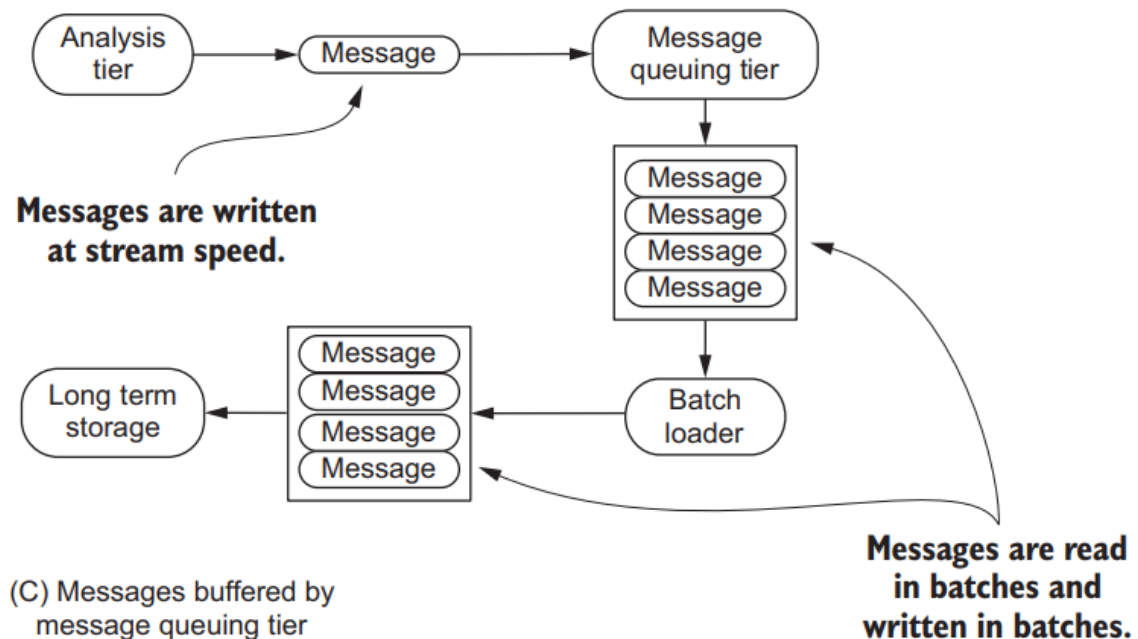 Analysis
tier
Message
Message
queuing tier
Messages are written
at stream speed.
Message
Message
Message
Message
Batch
loader
Message
Message
Message
Message
Long term
storage
Messages are read
in batches and
written in batches.
(C) Messages buffered by
message queuing tier